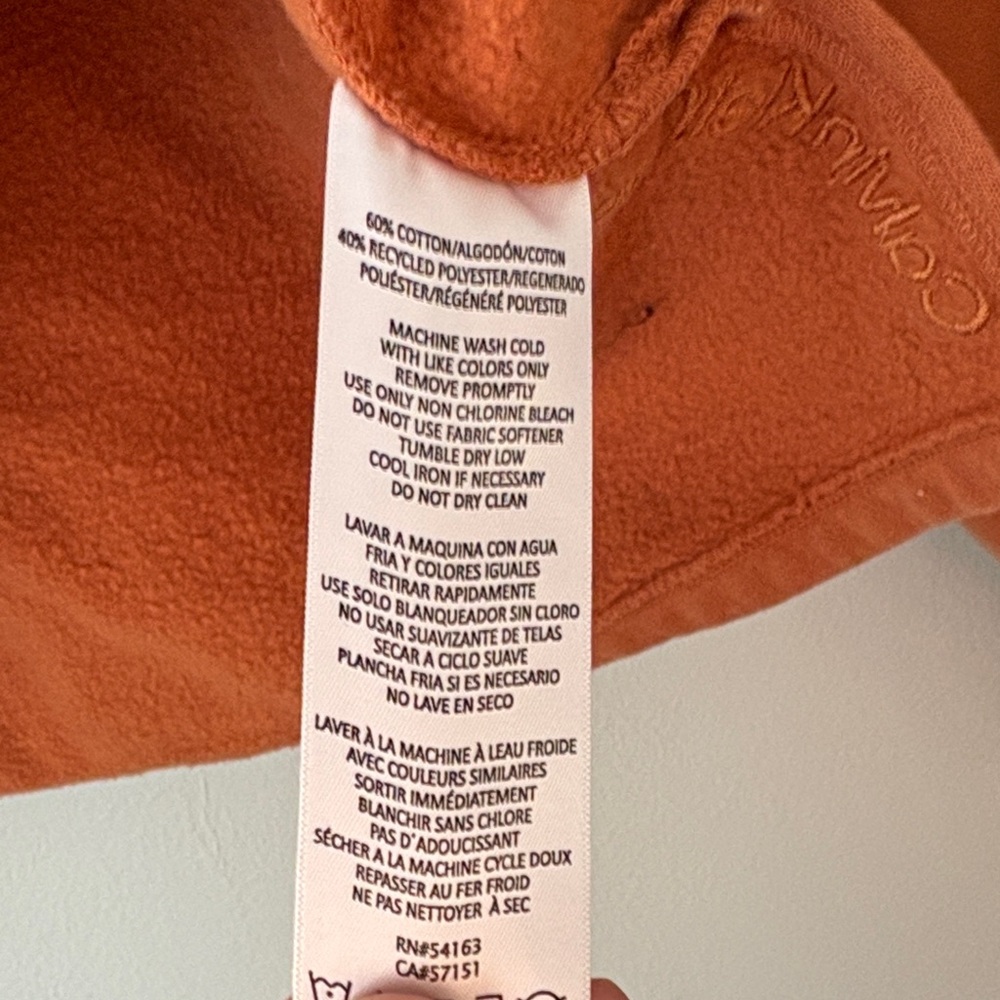 60% COTTON/ALGODÓN/COTON
40% RECYCLED POLYESTER/REGENERADO
POLIÉSTER/RÉGÉNÉRÉ POLYESTER
MACHINE WASH COLD
WITH LIKE COLORS ONLY
REMOVE PROMPTLY
USE ONLY NON CHLORINE BLEACH
DO NOT USE FABRIC SOFTENER
TUMBLE DRY LOW
COOL IRON IF NECESSARY
DO NOT DRY CLEAN
LAVAR A MAQUINA CON AGUA
FRIA Y COLORES IGUALES
RETIRAR RAPIDAMENTE
USE SOLO BLANQUEADOR SIN CLORO
NO USAR SUAVIZANTE DE TELAS
SECAR A CICLO SUAVE
PLANCHA FRIA SI ES NECESARIO
NO LAVE EN SECO
LAVER À LA MACHINE À LEAU FROIDE
AVEC COULEURS SIMILAIRES
SORTIR IMMÉDIATEMENT
BLANCHIR SANS CHLORE
PAS D'ADOUCISSANT
SÉCHER A LA MACHINE CYCLE DOUX
REPASSER AU FER FROID
NE PAS NETTOYER À SEC
RN#54163
CA#57151